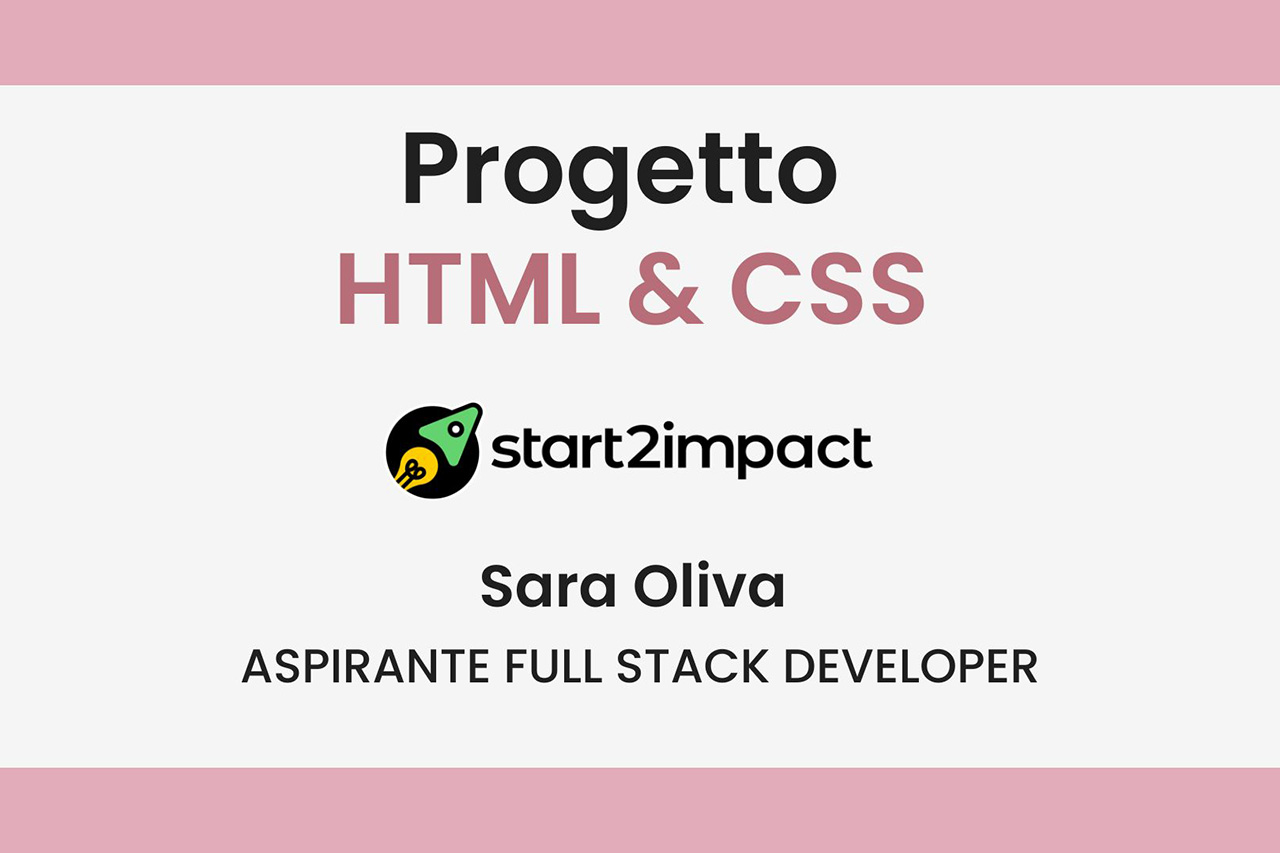 Progetto
HTML & CSS
start2impact
Sara Oliva
ASPIRANTE FULL STACK DEVELOPER